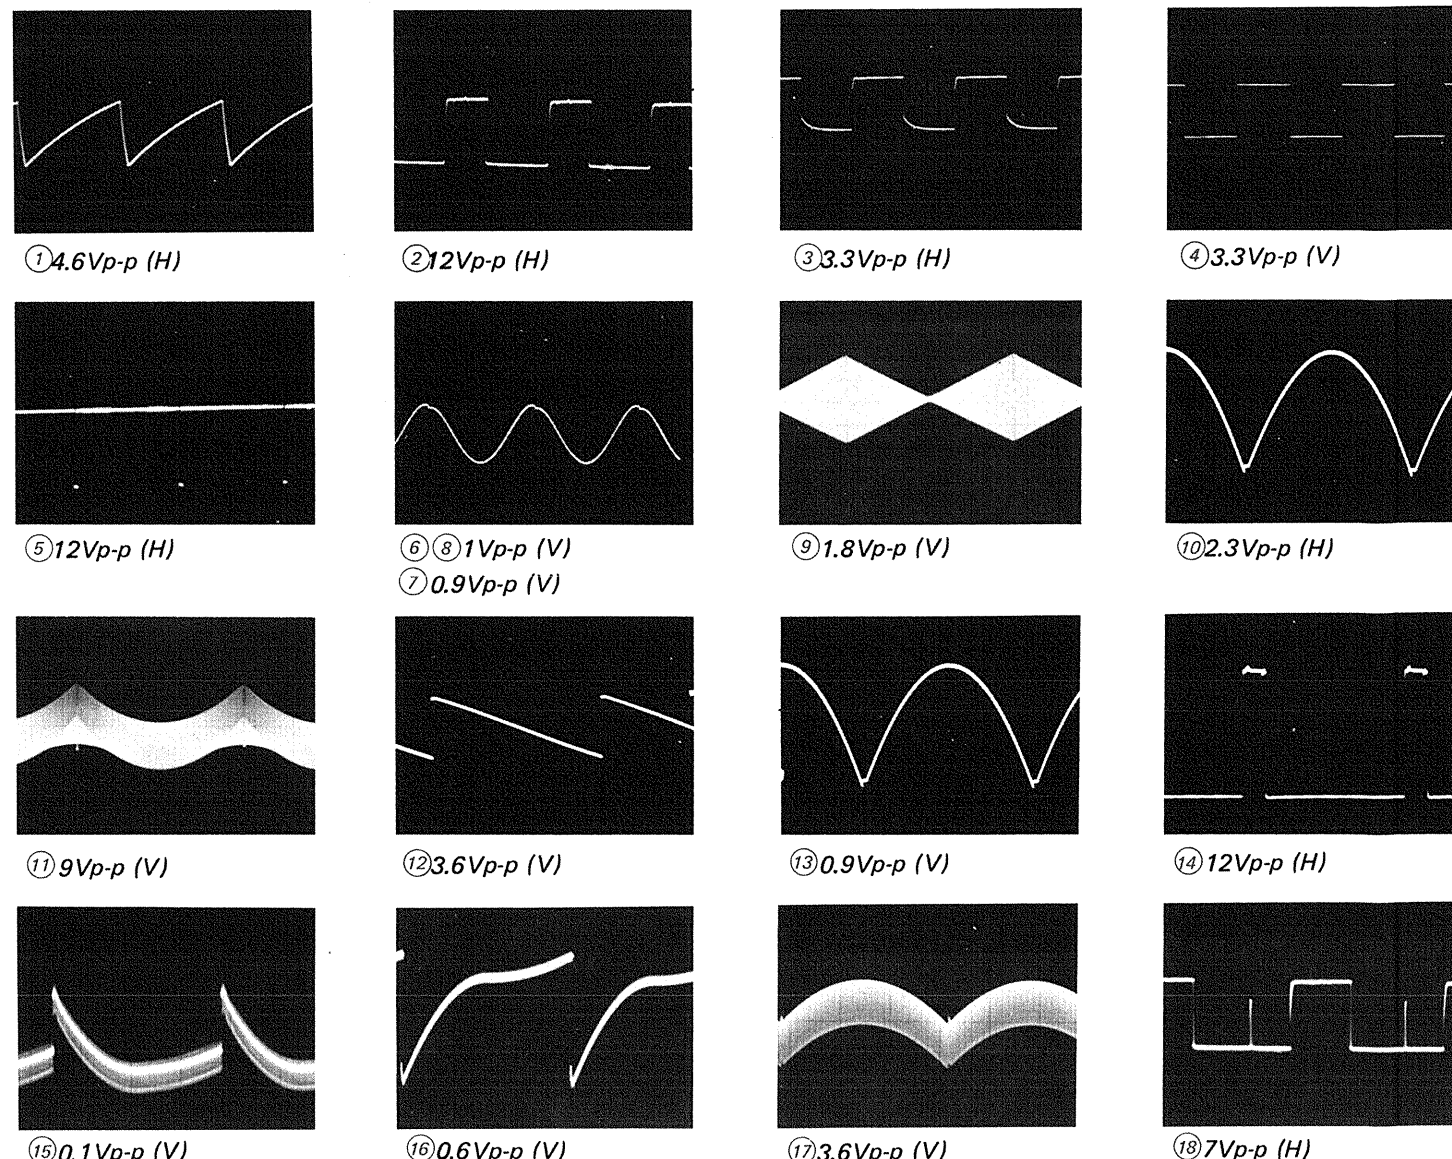 ①4.6Vp-p (H)
②12Vp-p (H)
③3.3Vp-p (H)
④3.3Vp-p (V)
⑤12Vp-p (H)
⑥⑧1Vp-p (V)
⑦0.9Vp-p (V)
⑨1.8Vp-p (V)
⑩2.3Vp-p (H)
⑪9Vp-p (V)
⑫3.6Vp-p (V)
⑬0.9Vp-p (V)
⑭12Vp-p (H)
⑮0.1Vp-p (V)
⑯0.6Vp-p (V)
⑰3.6Vp-p (V)
⑱7Vp-p (H)